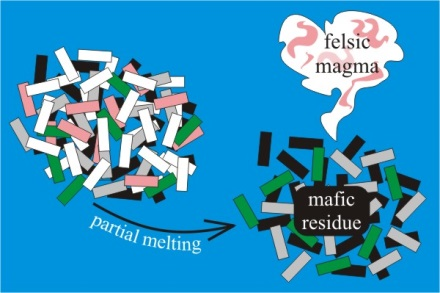 felsic
magma
mafic
residue
partial melting